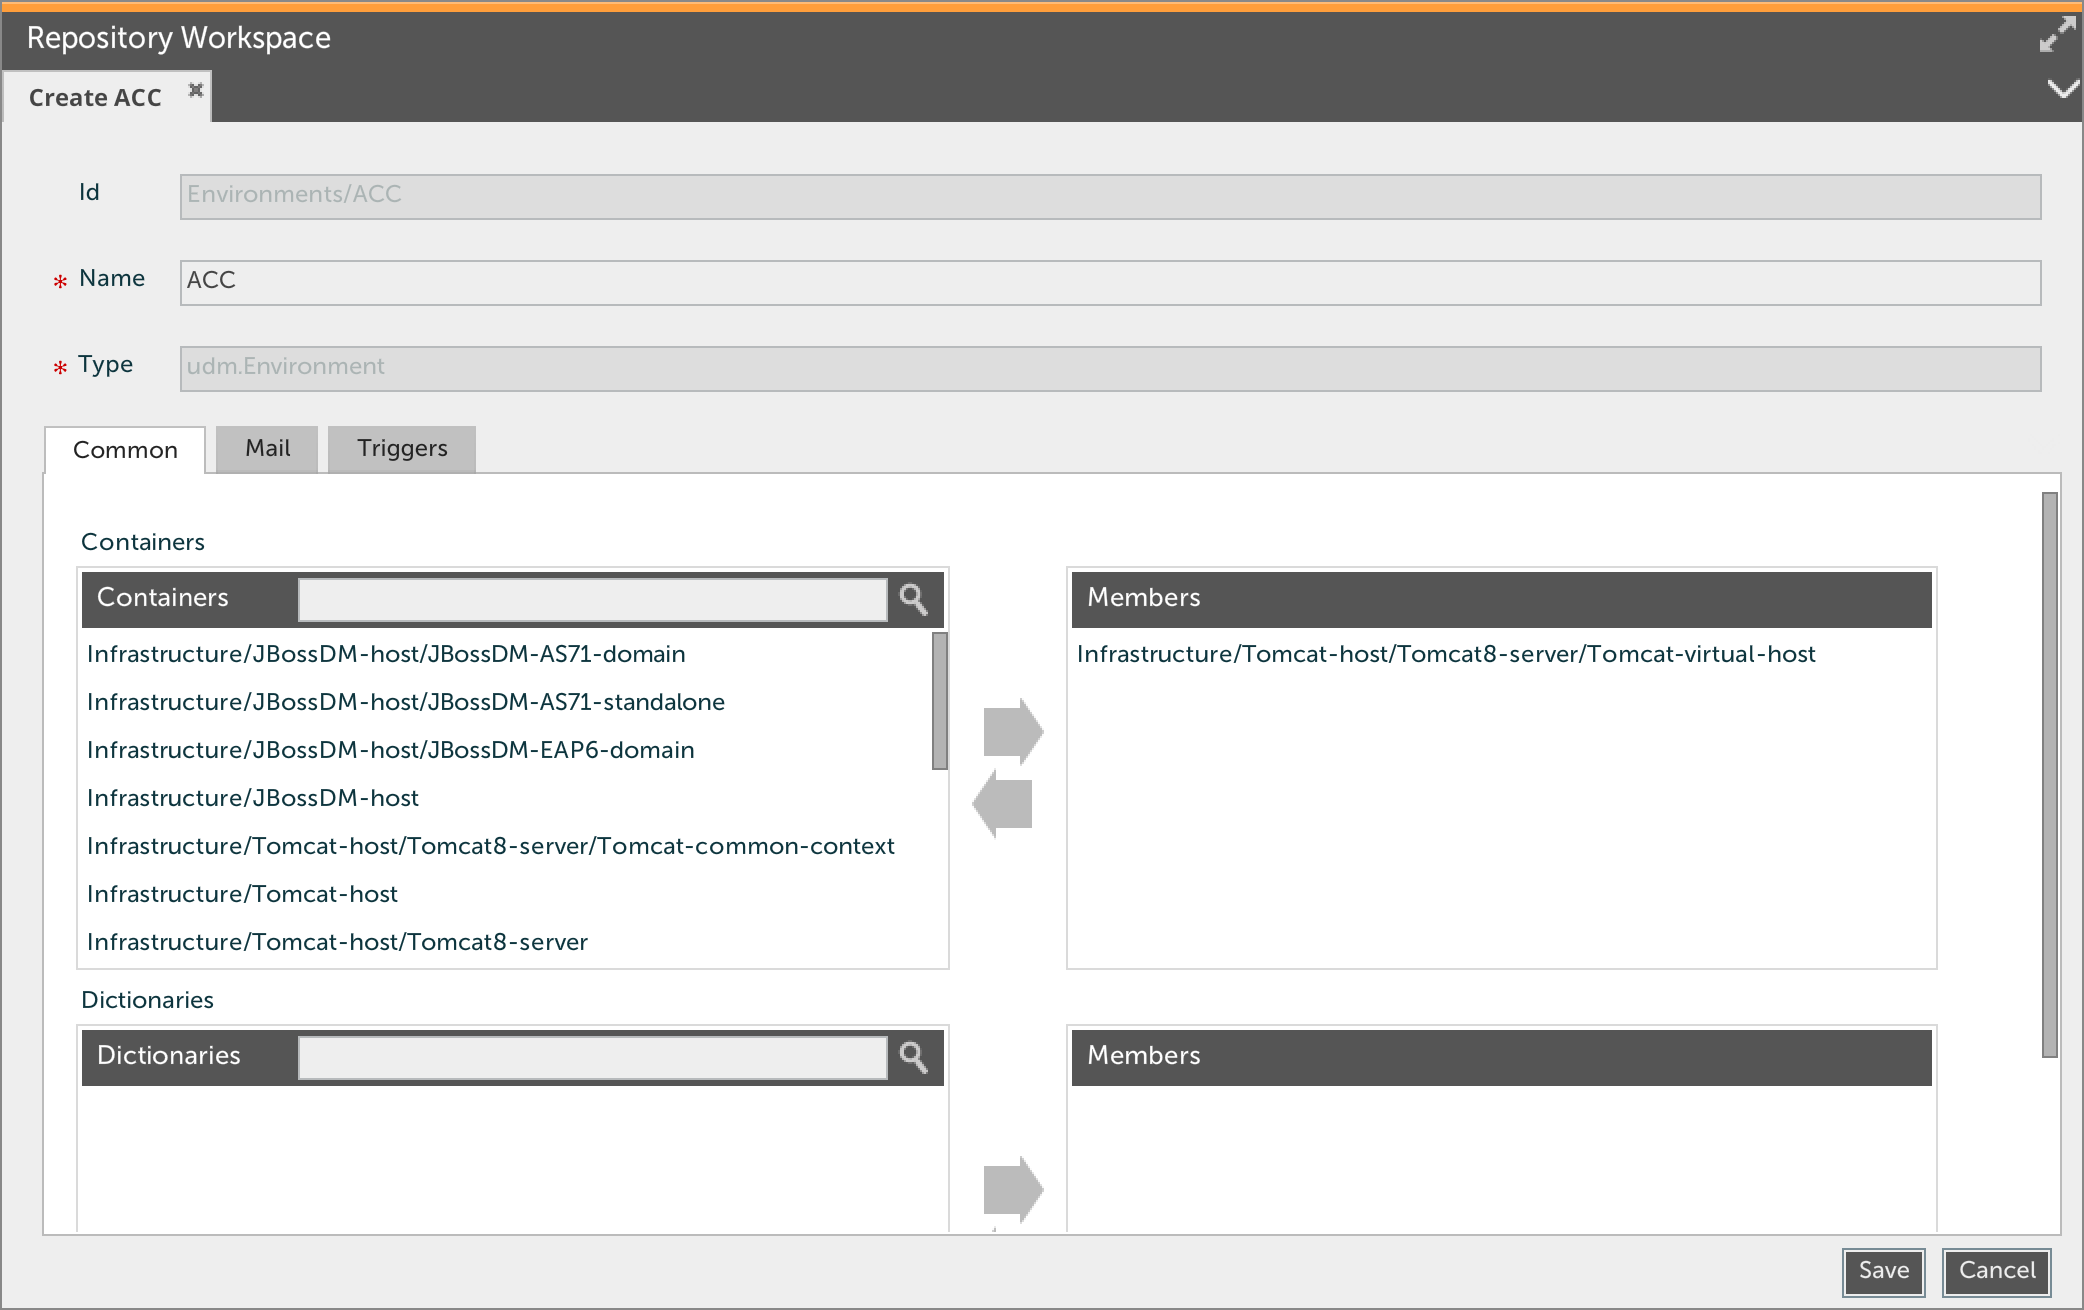 Repository Workspace
Create ACC
Id
Environments/ACC
* Name
ACC
* Type
udm.Environment
Common
Mail
Triggers
Containers
Containers
Members
Infrastructure/JBossDM-host/JBossDM-AS71-domain
Infrastructure/JBossDM-host/JBossDM-AS71-standalone
Infrastructure/JBossDM-host/JBossDM-EAP6-domain
Infrastructure/JBossDM-host
Infrastructure/Tomcat-host/Tomcat8-server/Tomcat-common-context
Infrastructure/Tomcat-host
Infrastructure/Tomcat-host/Tomcat8-server
Infrastructure/Tomcat-host/Tomcat8-server/Tomcat-virtual-host
Dictionaries
Dictionaries
Members
Save
Cancel